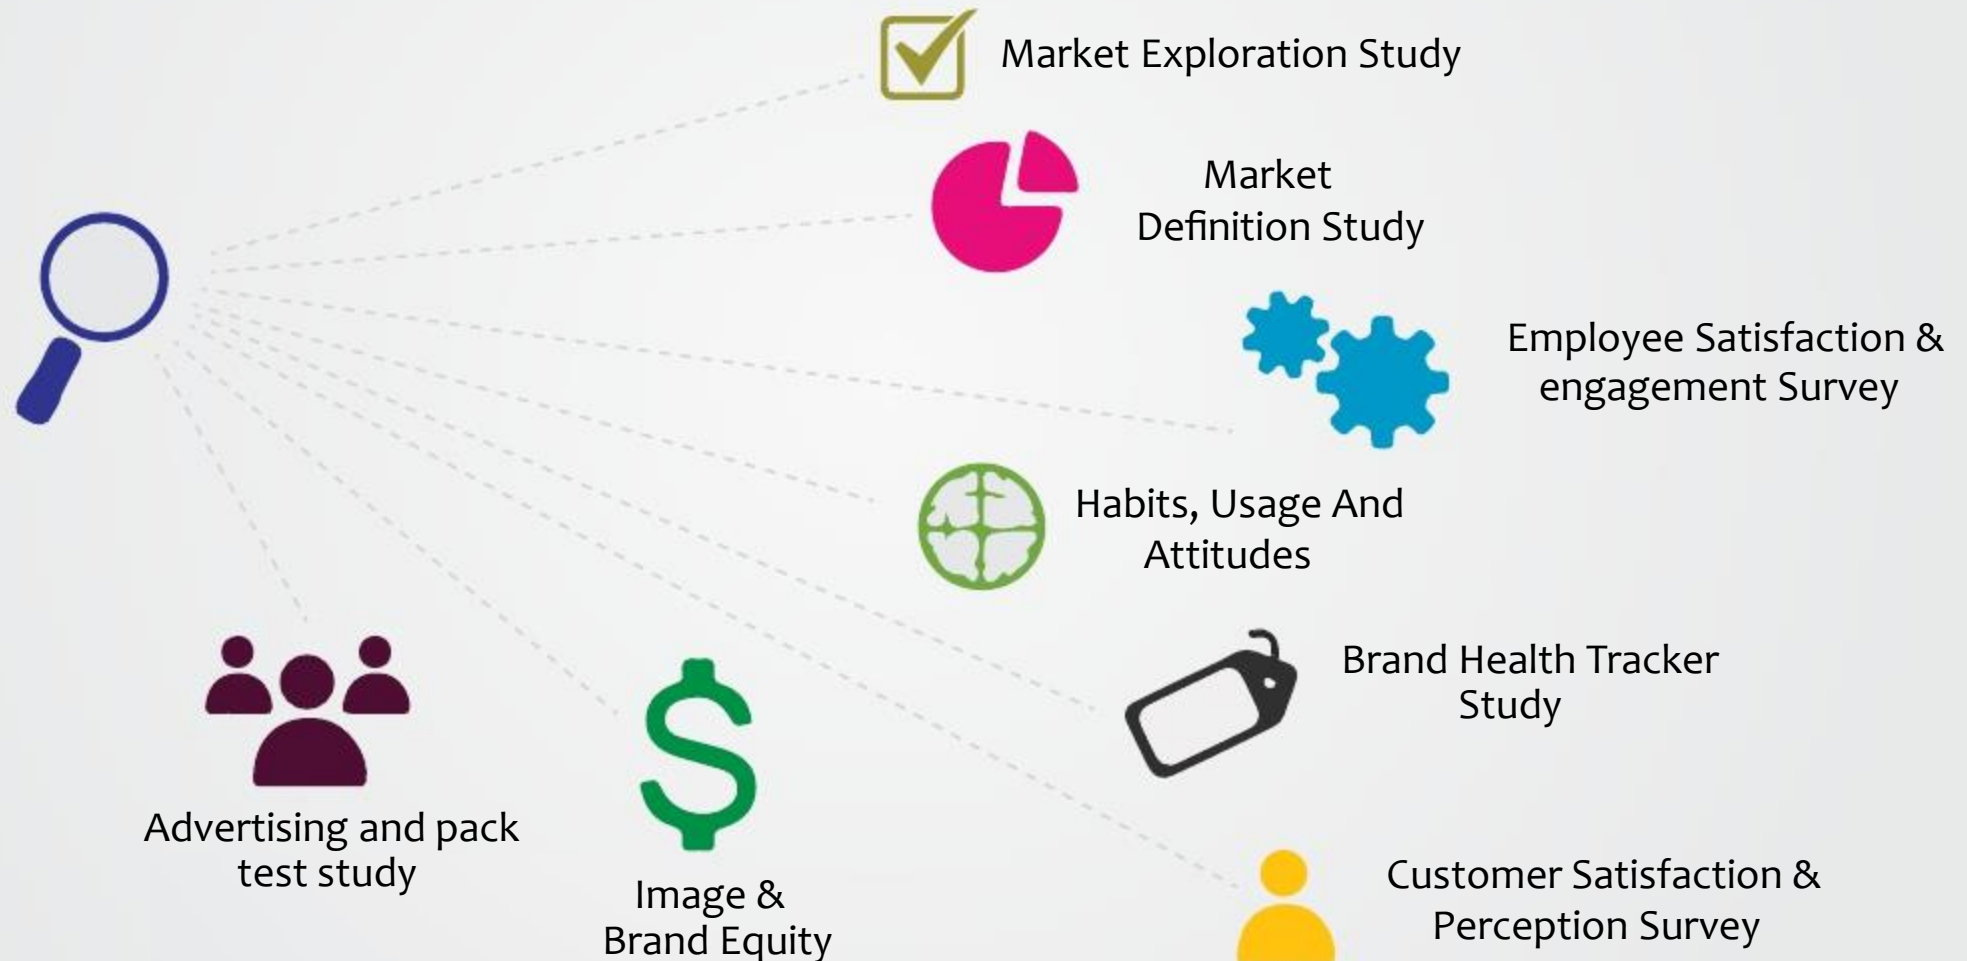 Market Exploration Study
Market
Definition Study
Employee Satisfaction &
engagement Survey
Habits, Usage And
Attitudes
Brand Health Tracker
Study
Advertising and pack
test study
Image &
Brand Equity
Customer Satisfaction &
Perception Survey